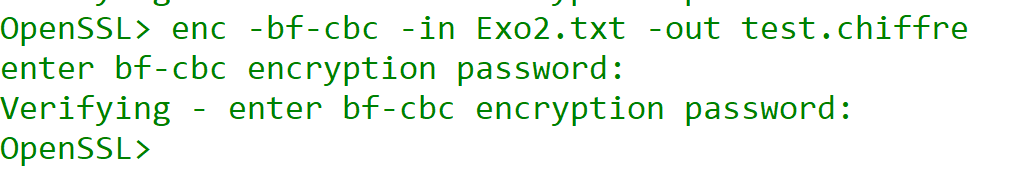 OpenSSL> enc -bf-cbc -in Exo2.txt -out test.chiffre
enter bf-cbc encryption password:
Verifying - enter bf-cbc encryption password:
OpenSSL>